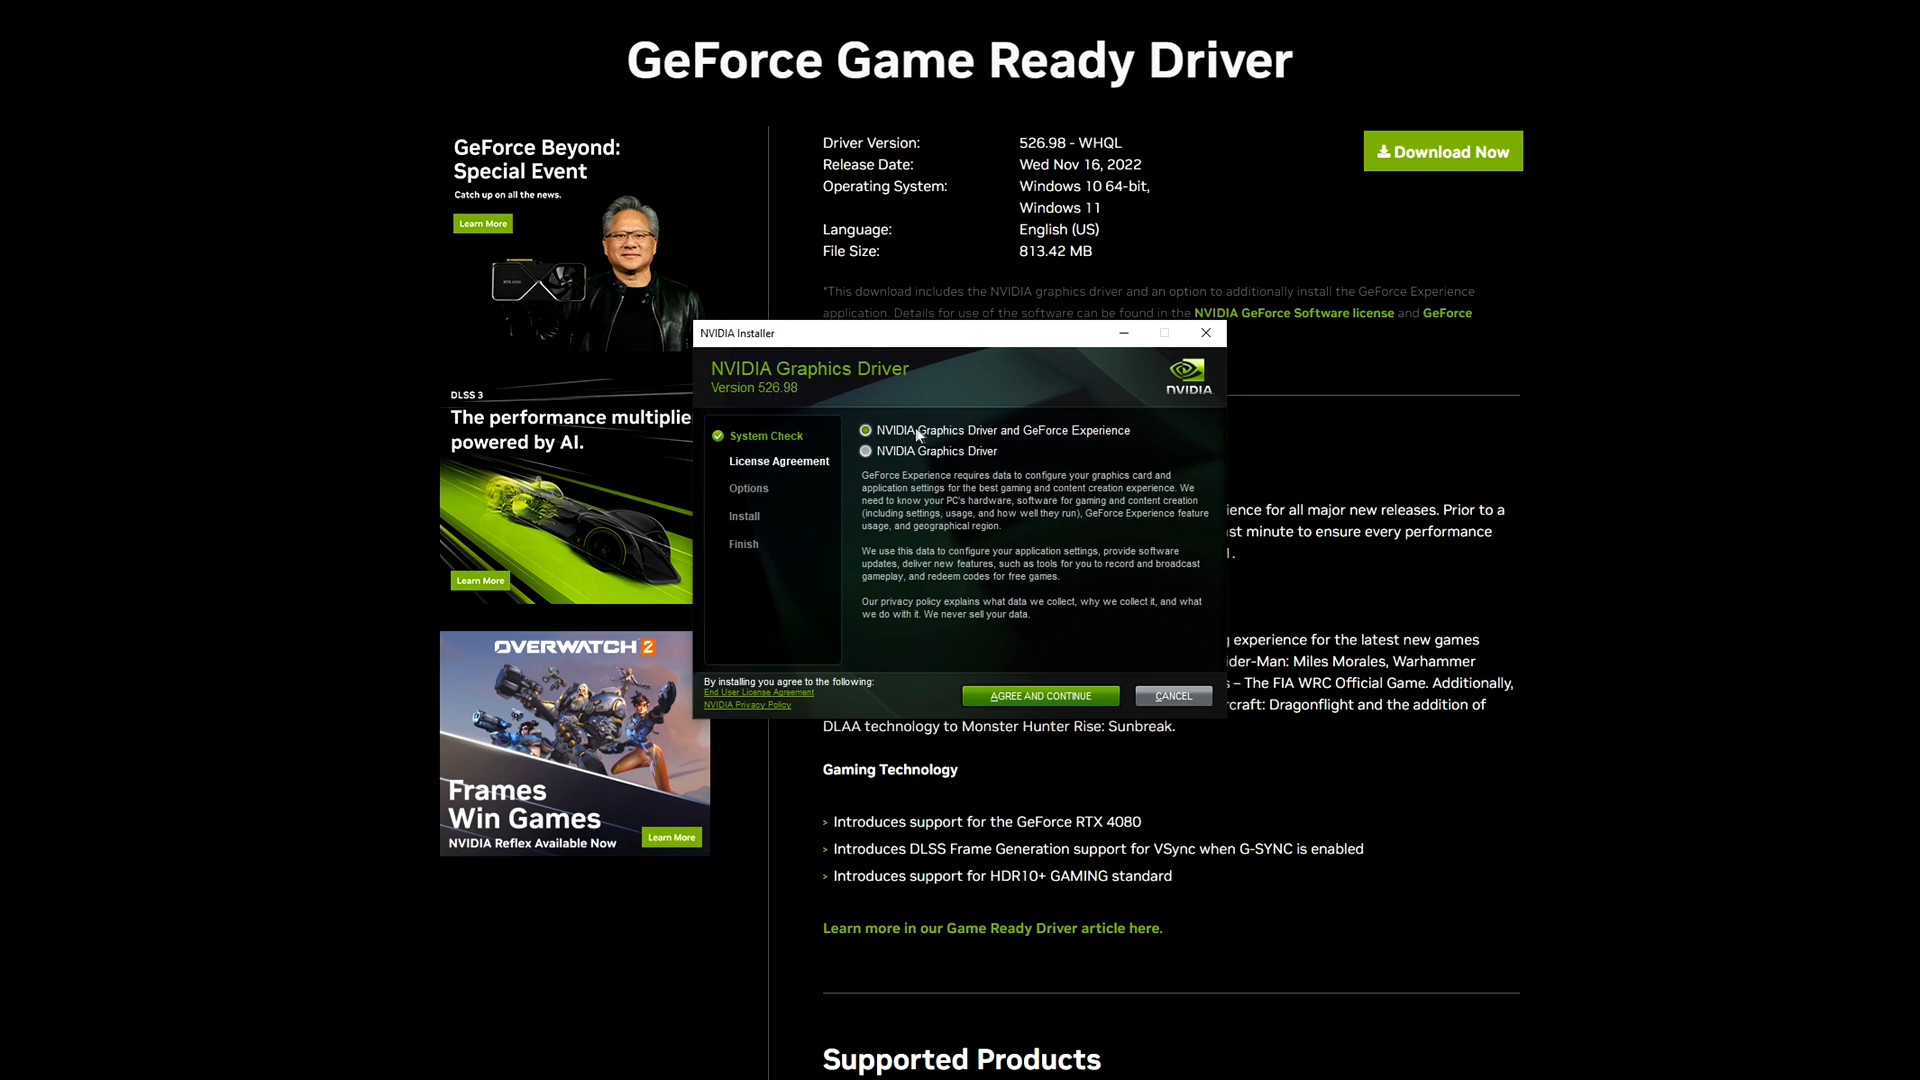 GeForce Game Ready Driver
GeForce Beyond:
Special Event
Catch up on all the news.
Learn More
DLSS 3
The performance multiplie
powered by AI.
Learn More
OVERWATCH 2
Frames
Win Games
NVIDIA Reflex Available Now
Learn More
Driver Version: 526.98 - WHQL
Release Date: Wed Nov 16, 2022
Operating System: Windows 10 64-bit,
Windows 11
Language: English (US)
File Size: 813.42 MB
Download Now
*This download includes the NVIDIA graphics driver and an option to additionally install the GeForce Experience
application. Details for use of the software can be found in the NVIDIA GeForce Software license and GeForce
NVIDIA Installer
NVIDIA Graphics Driver
Version 526.98
NVIDIA
System Check
License Agreement
Options
Install
Finish
NVIDIA Graphics Driver and GeForce Experience
NVIDIA Graphics Driver
GeForce Experience requires data to configure your graphics card and
application settings for the best gaming and content creation experience. We
need to know your PC's hardware, software for gaming and content creation
(including settings, usage, and how well they run), GeForce Experience feature
usage, and geographical region.
We use this data to configure your application settings, provide software
updates, deliver new features, such as tools for you to record and broadcast
gameplay, and redeem codes for free games.
Our privacy policy explains what data we collect, why we collect it, and what
we do with it. We never sell your data.
By installing you agree to the following:
End User License Agreement
NVIDIA Privacy Policy
AGREE AND CONTINUE
CANCEL
ience for all major new releases. Prior to a
st minute to ensure every performance
1.
g experience for the latest new games
ider-Man: Miles Morales, Warhammer
s – The FIA WRC Official Game. Additionally,
rcraft: Dragonflight and the addition of
DLAA technology to Monster Hunter Rise: Sunbreak.
Gaming Technology
> Introduces support for the GeForce RTX 4080
> Introduces DLSS Frame Generation support for VSync when G-SYNC is enabled
> Introduces support for HDR10+ GAMING standard
Learn more in our Game Ready Driver article here.
Supported Products